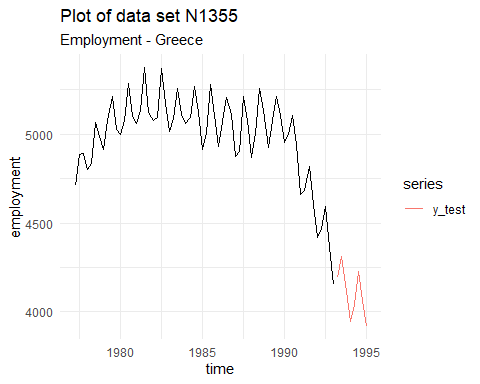 Plot of data set N1355
Employment - Greece
employment
5000
4500
4000
1980
1985
1990
1995
time
series
y_test